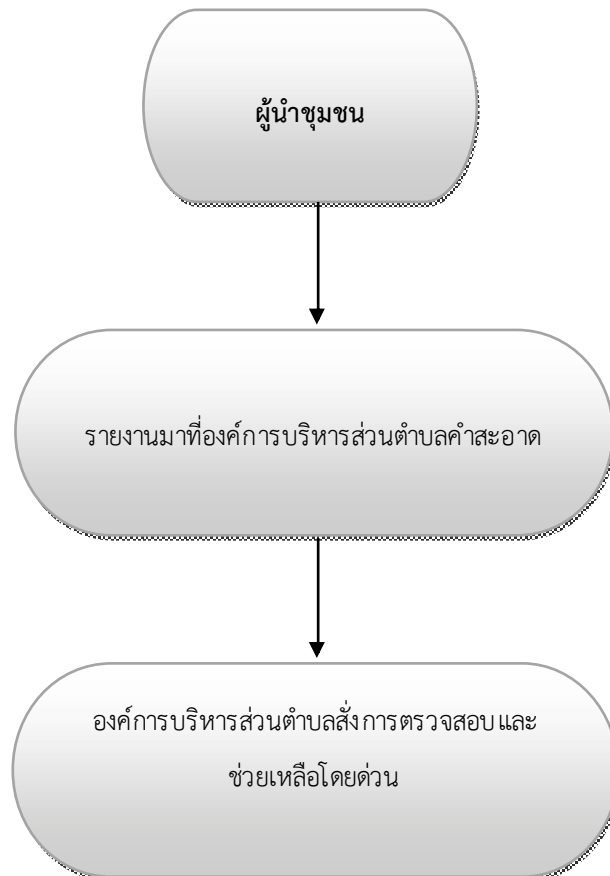 ผู้นำชุมชน
รายงานมาที่องค์การบริหารส่วนตำบลคำสะอาด
องค์การบริหารส่วนตำบลสั่งการตรวจสอบและ
ช่วยเหลือโดยด่วน